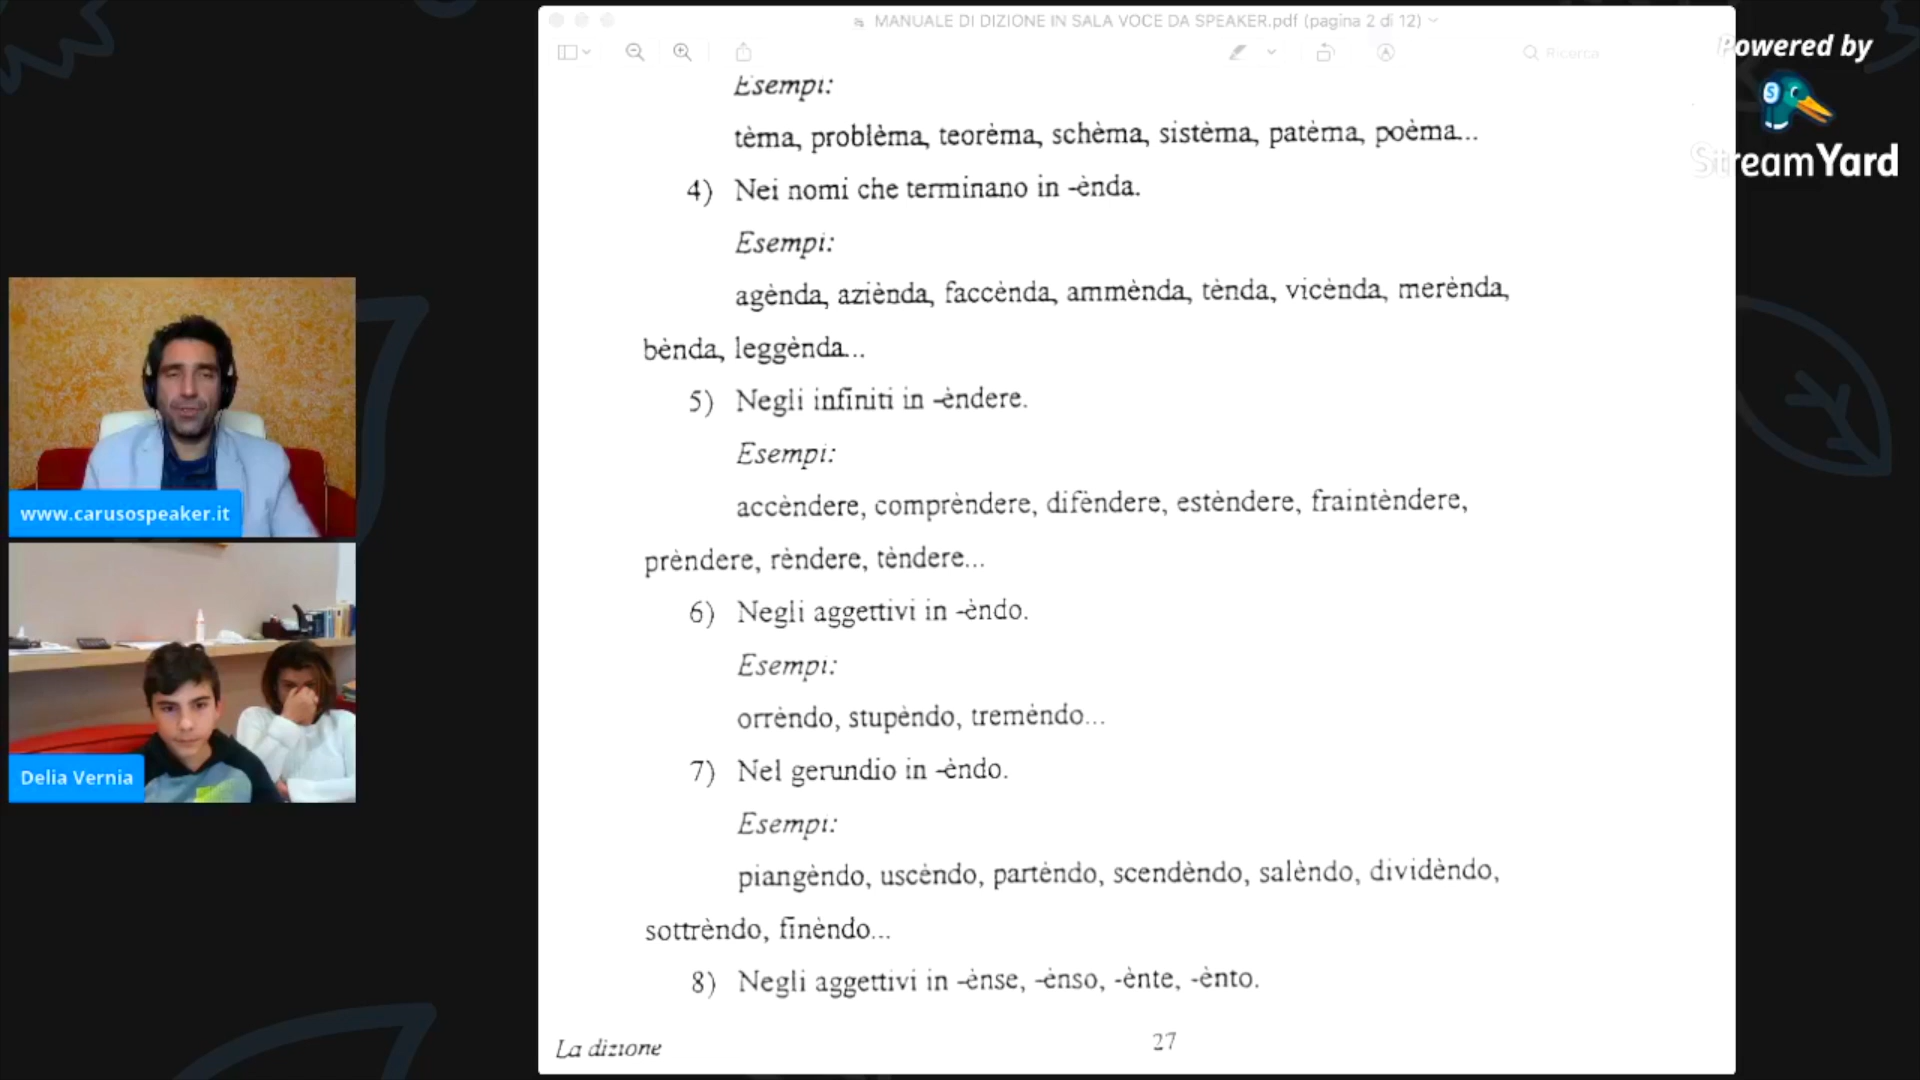 MANUALE DI DIZIONE IN SALA VOCE DA SPEAKER.pdf (pagina 2 di 12)
Ricerca
Powered by
StreamYard
Esempi:
tèma, problèma, teorèma, schèma, sistèma, patèma, poèma...
4) Nei nomi che terminano in -ènda.
Esempi:
agènda, aziènda, faccènda, ammènda, tènda, vicènda, merènda,
bènda, leggènda...
5) Negli infiniti in -èndere.
Esempi:
accèndere, comprèndere, difèndere, estèndere, fraintèndere,
prèndere, rèndere, tèndere...
6) Negli aggettivi in -èndo.
Esempi:
orrèndo, stupèndo, tremèndo...
7) Nel gerundio in -èndo.
Esempi:
piangèndo, uscèndo, partèndo, scendèndo, salèndo, dividèndo,
sottrèndo, finèndo...
8) Negli aggettivi in -ènse, -ènso, -ènte, -ènto.
La dizione
27
www.carusospeaker.it
Delia Vernia